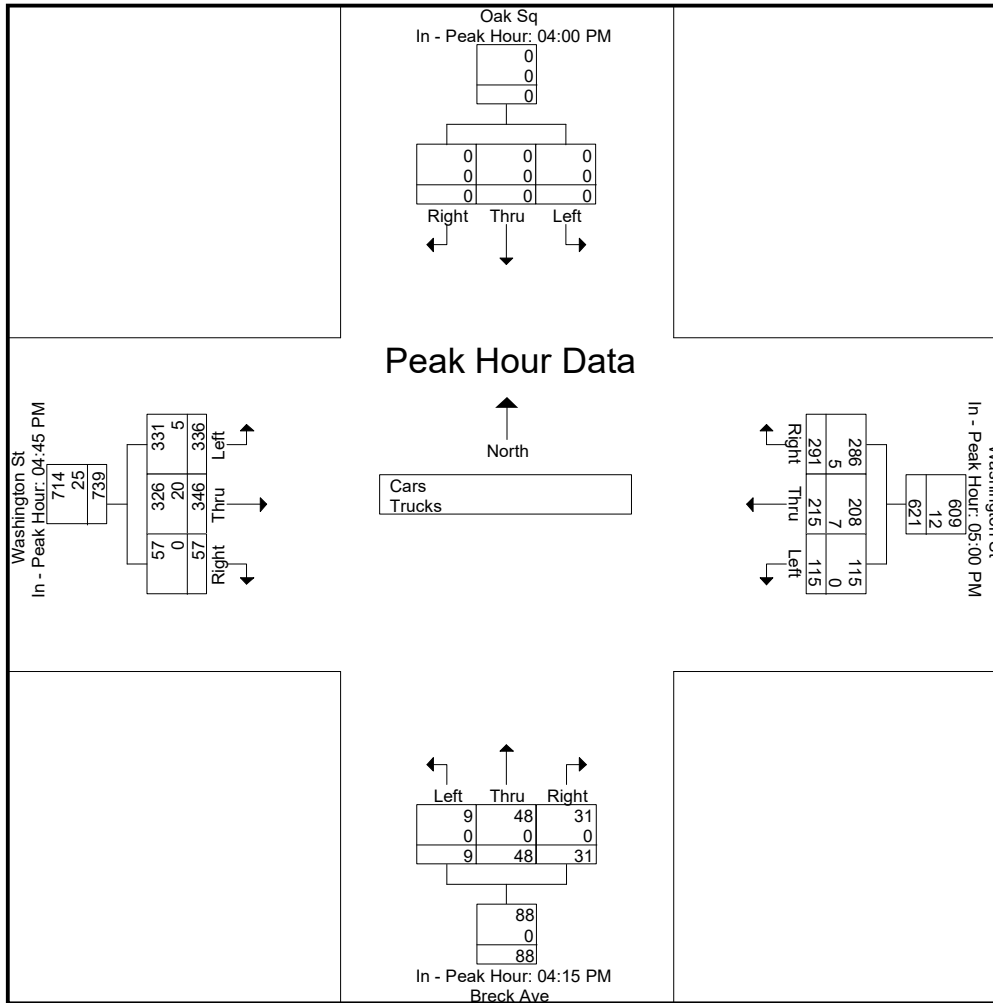 Oak Sq
In - Peak Hour: 04:00 PM
0
0
0
0 0 0
0 0 0
0 0 0
Right Thru Left
Peak Hour Data
North
Cars
Trucks
Washington St
In - Peak Hour: 04:45 PM
714
25
739
331 5 336
Left
326 20 346
Thru
57 0 57
Right
In - Peak Hour: 05:00 PM
609
12
621
286 5 291
Right
208 7 215
Thru
115 0 115
Left
Left Thru Right
9 48 31
0 0 0
9 48 31
88
0
88
In - Peak Hour: 04:15 PM
Breck Ave